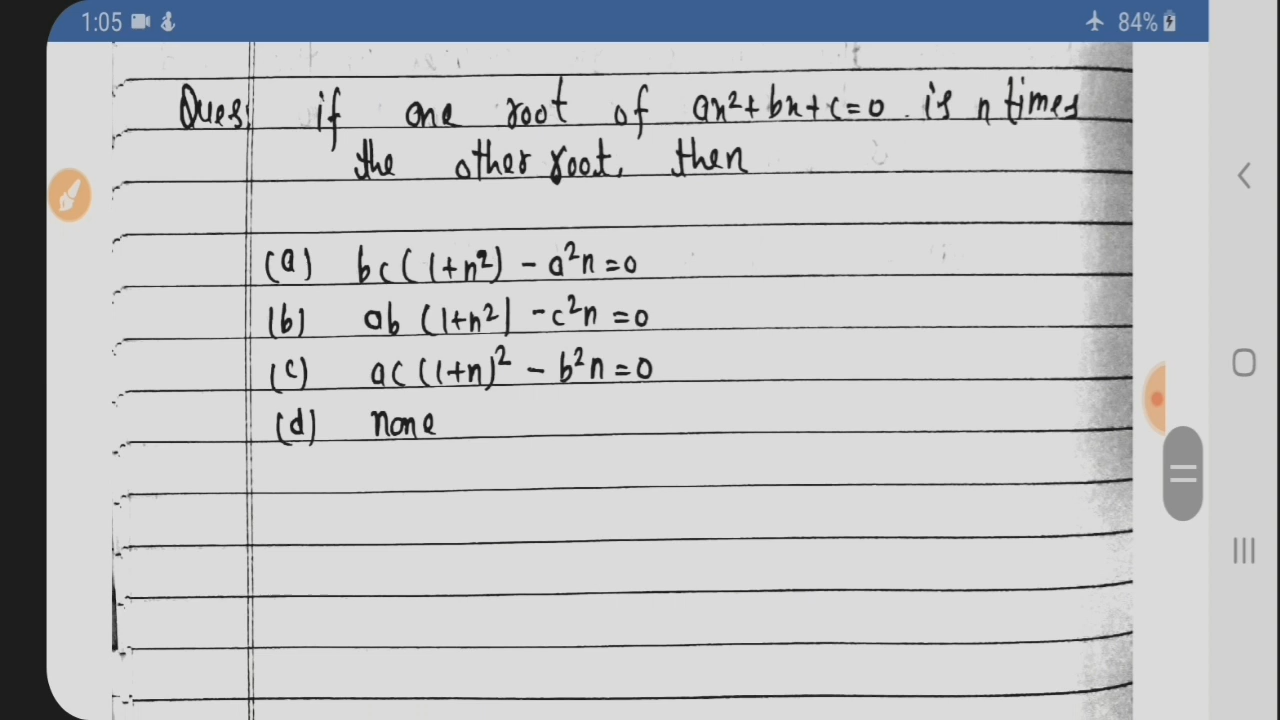 1:05
84%
Ques: if one root of ax²+bx+c=0 is n times
the other root, then
(a) bc(1+n²) - a²n=0
(b) ab (1+n²) -c²n =0
(c) ac (1+n)² - b²n =0
(d) none